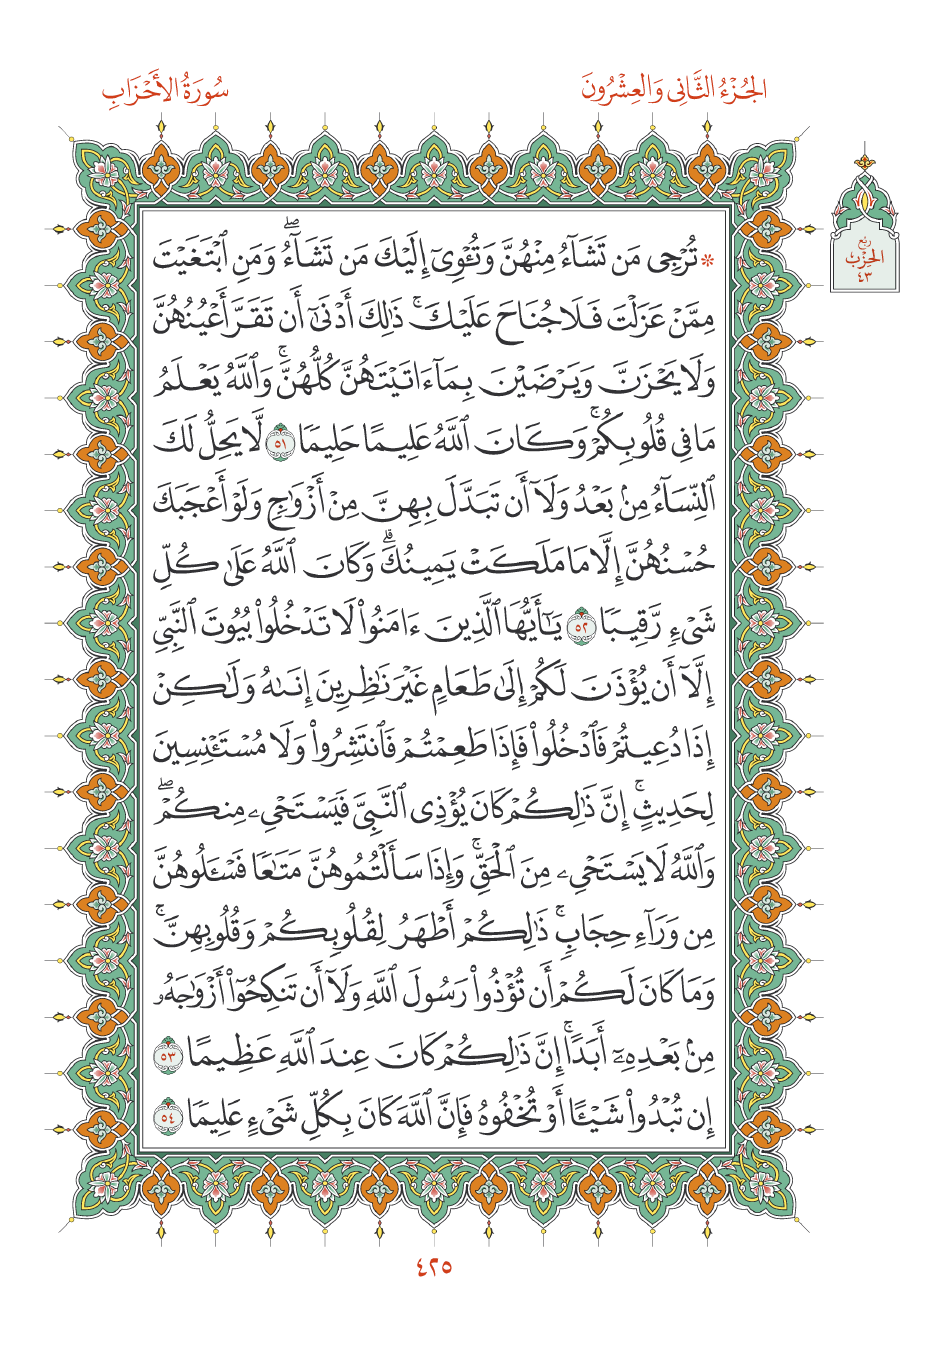 الجُزْءُ الثَّانِي وَالعِشْرُونَ
سُورَةُ الأَحْزَابِ
رُبع
الحِزْب
٤٣
۞ تُرْجِي مَن تَشَآءُ مِنْهُنَّ وَتُـْٔوِيٓ إِلَيْكَ مَن تَشَآءُۖ وَمَنِ ٱبْتَغَيْتَ
مِمَّنْ عَزَلْتَ فَلَا جُنَاحَ عَلَيْكَۚ ذَٰلِكَ أَدْنَىٰٓ أَن تَقَرَّ أَعْيُنُهُنَّ
وَلَا يَحْزَنَّ وَيَرْضَيْنَ بِمَآ ءَاتَيْتَهُنَّ كُلُّهُنَّۚ وَٱللَّهُ يَعْلَمُ
مَا فِي قُلُوبِكُمْۚ وَكَانَ ٱللَّهُ عَلِيمًا حَلِيمًا ٥١ لَّا يَحِلُّ لَكَ
ٱلنِّسَآءُ مِنۢ بَعْدُ وَلَآ أَن تَبَدَّلَ بِهِنَّ مِنْ أَزْوَٰجٍ وَلَوْ أَعْجَبَكَ
حُسْنُهُنَّ إِلَّا مَا مَلَكَتْ يَمِينُكَۗ وَكَانَ ٱللَّهُ عَلَىٰ كُلِّ
شَيْءٍ رَّقِيبًا ٥٢ يَٰٓأَيُّهَا ٱلَّذِينَ ءَامَنُوا۟ لَا تَدْخُلُوا۟ بُيُوتَ ٱلنَّبِيِّ
إِلَّآ أَن يُؤْذَنَ لَكُمْ إِلَىٰ طَعَامٍ غَيْرَ نَٰظِرِينَ إِنَىٰهُ وَلَٰكِنْ
إِذَا دُعِيتُمْ فَٱدْخُلُوا۟ فَإِذَا طَعِمْتُمْ فَٱنتَشِرُوا۟ وَلَا مُسْتَـْٔنِسِينَ
لِحَدِيثٍۚ إِنَّ ذَٰلِكُمْ كَانَ يُؤْذِي ٱلنَّبِيَّ فَيَسْتَحْيِۦ مِنكُمْۖ
وَٱللَّهُ لَا يَسْتَحْيِۦ مِنَ ٱلْحَقِّۚ وَإِذَا سَأَلْتُمُوهُنَّ مَتَٰعًا فَسْـَٔلُوهُنَّ
مِن وَرَآءِ حِجَابٍۚ ذَٰلِكُمْ أَطْهَرُ لِقُلُوبِكُمْ وَقُلُوبِهِنَّۚ
وَمَا كَانَ لَكُمْ أَن تُؤْذُوا۟ رَسُولَ ٱللَّهِ وَلَآ أَن تَنكِحُوٓا۟ أَزْوَٰجَهُۥ
مِنۢ بَعْدِهِۦٓ أَبَدًاۚ إِنَّ ذَٰلِكُمْ كَانَ عِندَ ٱللَّهِ عَظِيمًا ٥٣
إِن تُبْدُوا۟ شَيْـًٔا أَوْ تُخْفُوهُ فَإِنَّ ٱللَّهَ كَانَ بِكُلِّ شَيْءٍ عَلِيمًا ٥٤
٤٢٥